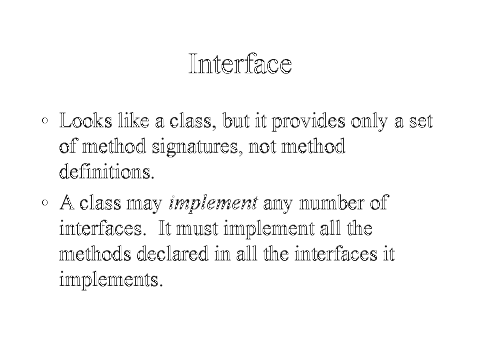 Interface
◦ Looks like a class, but it provides only a set
of method signatures, not method
definitions.
◦ A class may implement any number of
interfaces.  It must implement all the
methods declared in all the interfaces it
implements.